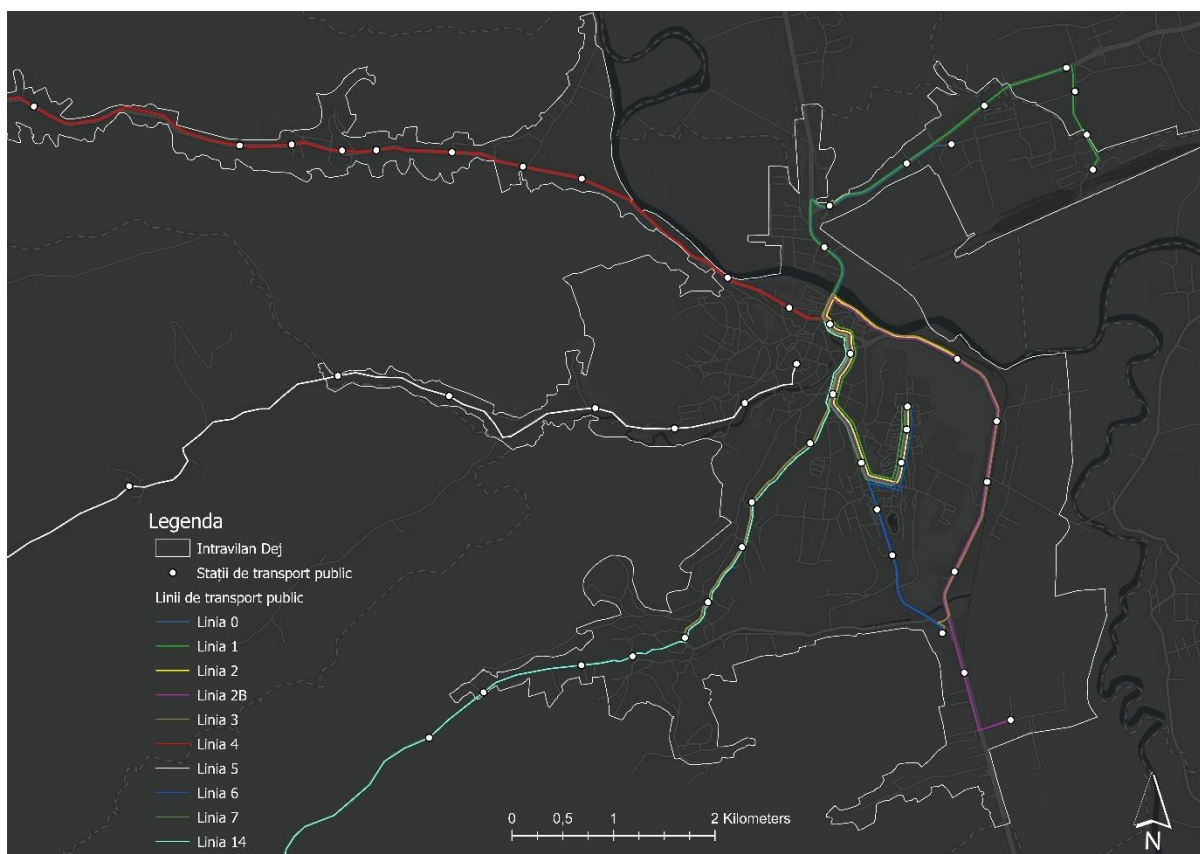 Legenda
Intravilan Dej
Stații de transport public
Linii de transport public
Linia 0
Linia 1
Linia 2
Linia 2B
Linia 3
Linia 4
Linia 5
Linia 6
Linia 7
Linia 14
0 0,5 1 2 Kilometers
N